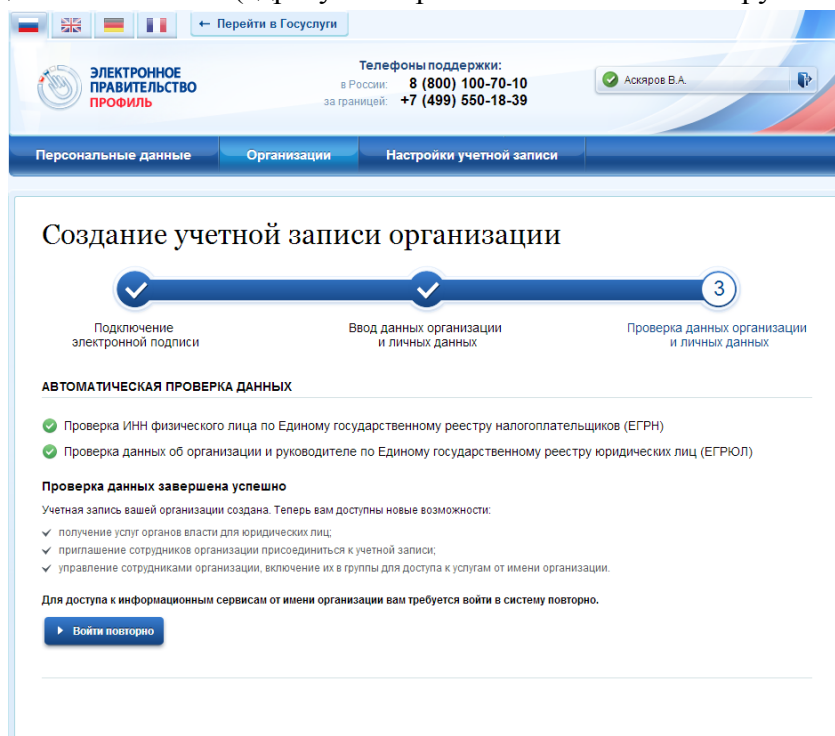 ← Перейти в Госуслуги
ЭЛЕКТРОННОЕ
ПРАВИТЕЛЬСТВО
ПРОФИЛЬ
Телефоны поддержки:
в России: 8 (800) 100-70-10
за границей: +7 (499) 550-18-39
Аскяров В.А.
Персональные данные Организации Настройки учетной записи
Создание учетной записи организации
3
Подключение
электронной подписи
Ввод данных организации
и личных данных
Проверка данных организации
и личных данных
АВТОМАТИЧЕСКАЯ ПРОВЕРКА ДАННЫХ
Проверка ИНН физического лица по Единому государственному реестру налогоплательщиков (ЕГРН)
Проверка данных об организации и руководителе по Единому государственному реестру юридических лиц (ЕГРЮЛ)
Проверка данных завершена успешно
Учетная запись вашей организации создана. Теперь вам доступны новые возможности:
получение услуг органов власти для юридических лиц;
приглашение сотрудников организации присоединиться к учетной записи;
управление сотрудниками организации, включение их в группы для доступа к услугам от имени организации.
Для доступа к информационным сервисам от имени организации вам требуется войти в систему повторно.
Войти повторно